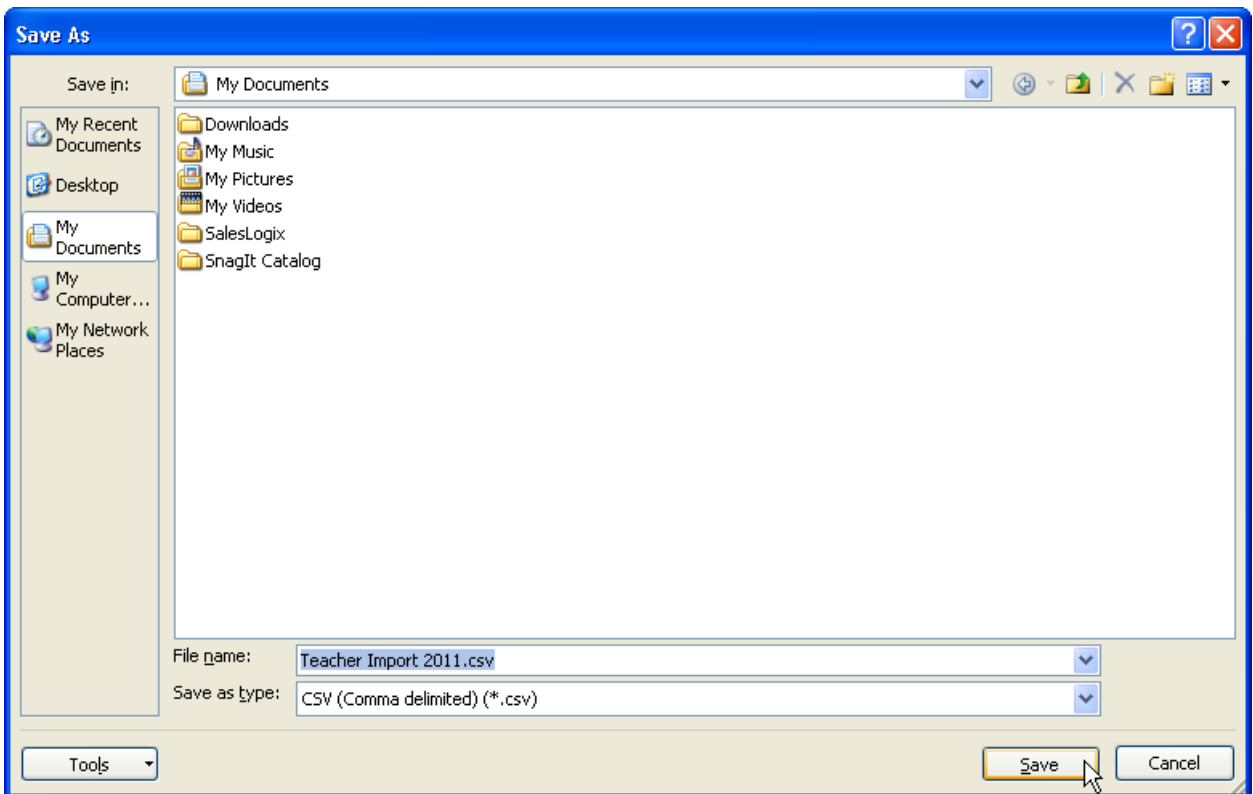 Save As
Save in:
My Documents
My Recent
Documents
Desktop
My
Documents
My
Computer...
My Network
Places
Downloads
My Music
My Pictures
My Videos
SalesLogix
SnagIt Catalog
File name:
Teacher Import 2011.csv
Save as type:
CSV (Comma delimited) (*.csv)
Tools
Save
Cancel